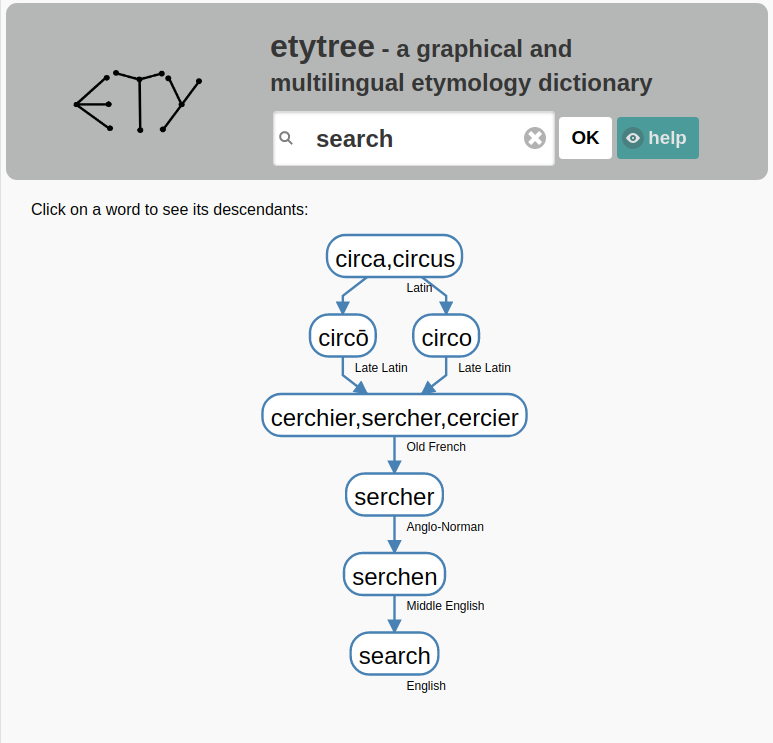 etytree - a graphical and
multilingual etymology dictionary
search
OK
help
Click on a word to see its descendants:
circa,circus
Latin
circō
circo
Late Latin
Late Latin
cerchier,sercher,cercier
Old French
sercher
Anglo-Norman
serchen
Middle English
search
English